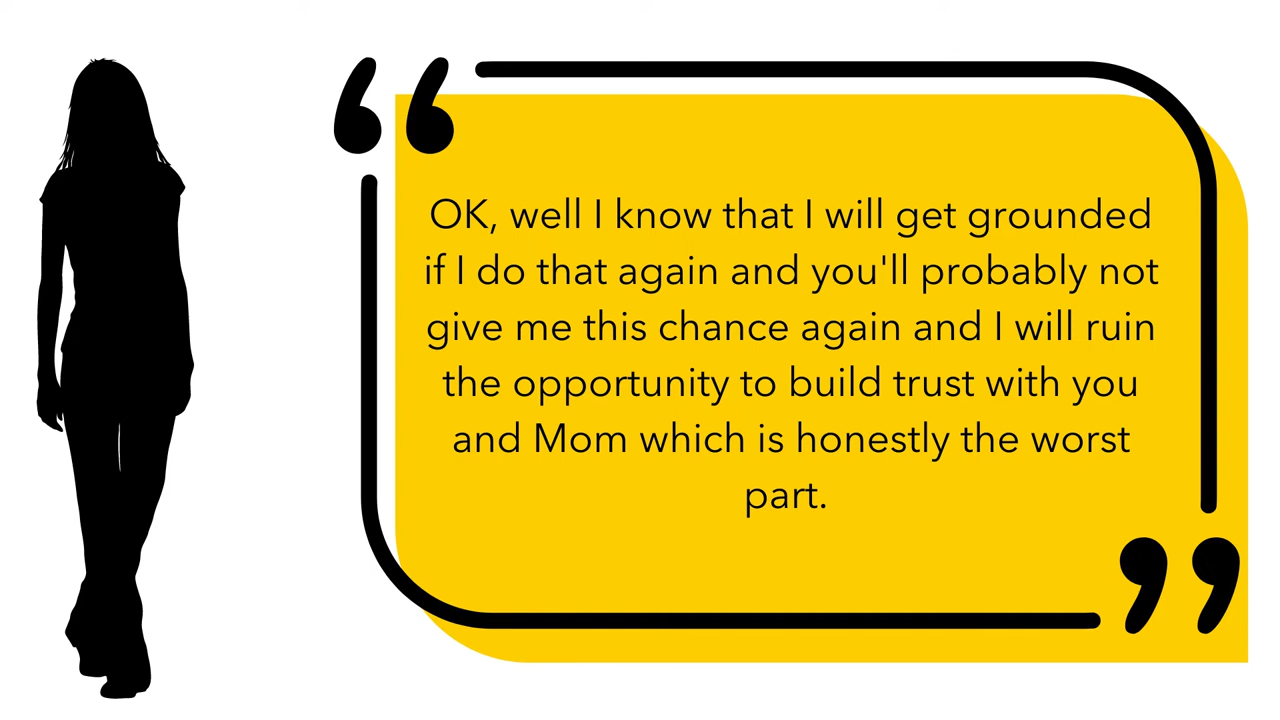 OK, well I know that I will get grounded
if I do that again and you'll probably not
give me this chance again and I will ruin
the opportunity to build trust with you
and Mom which is honestly the worst
part.